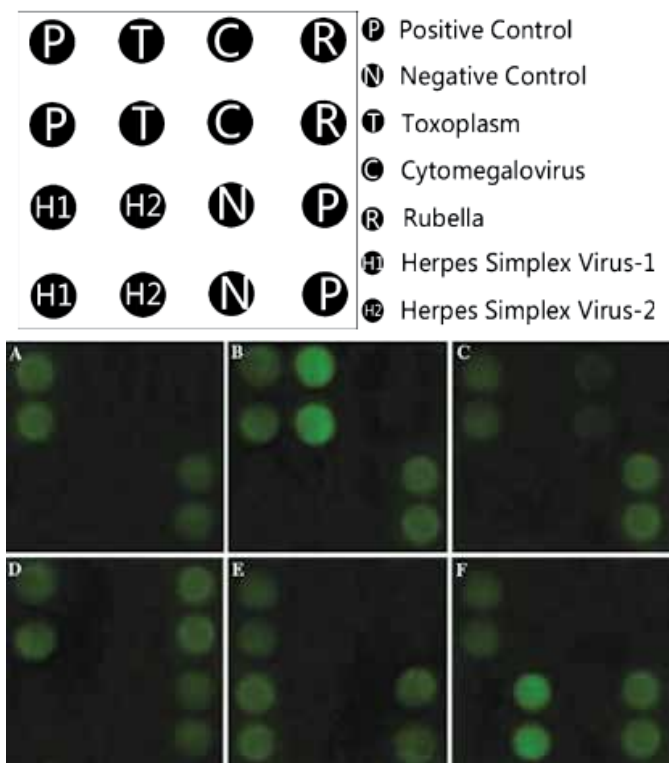 P T C R
P T C R
H1 H2 N P
H1 H2 N P
P Positive Control
N Negative Control
T Toxoplasm
C Cytomegalovirus
R Rubella
H1 Herpes Simplex Virus-1
H2 Herpes Simplex Virus-2
A B C
D E F